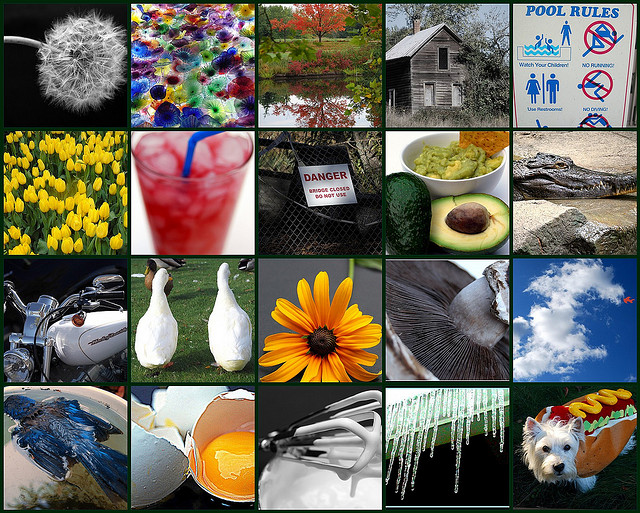 POOL RULES
Watch Your Children!
NO RUNNING!
Use Restrooms!
NO DIVING!
DANGER
BRIDGE CLOSED
DO NOT USE